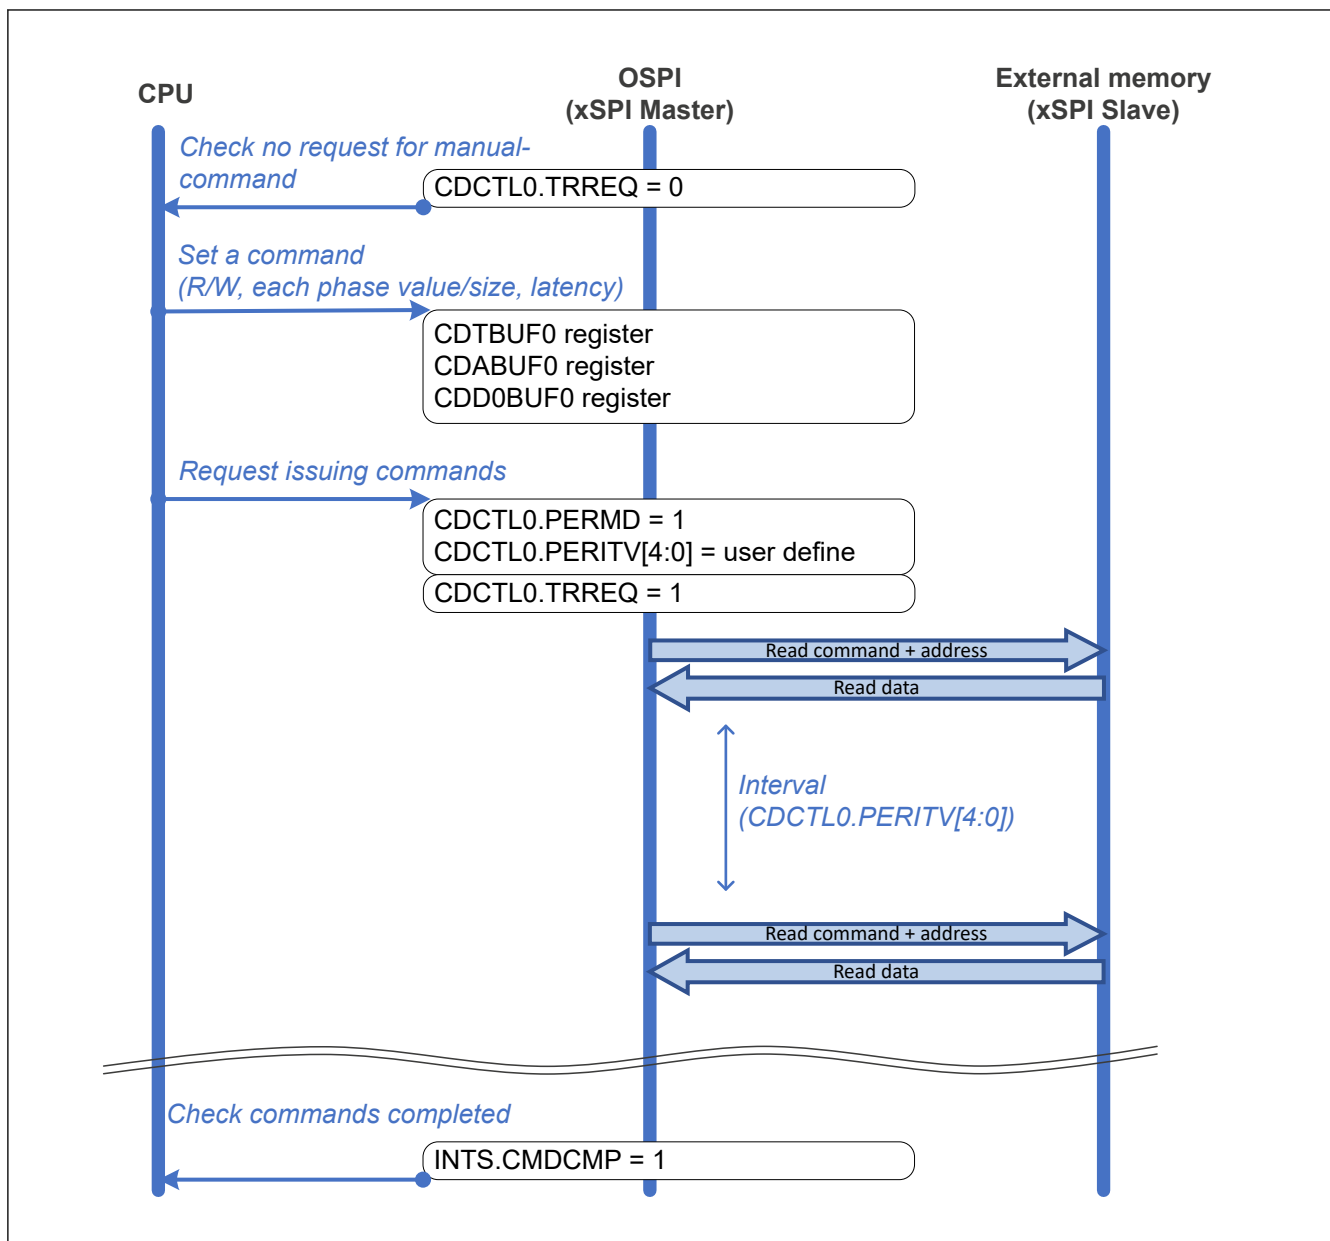 CPU
OSPI
(xSPI Master)
External memory
(xSPI Slave)
Check no request for manual-
command
CDCTL0.TRREQ = 0
Set a command
(R/W, each phase value/size, latency)
CDTBUF0 register
CDABUF0 register
CDD0BUF0 register
Request issuing commands
CDCTL0.PERMD = 1
CDCTL0.PERITV[4:0] = user define
CDCTL0.TRREQ = 1
Read command + address
Read data
Interval
(CDCTL0.PERITV[4:0])
Read command + address
Read data
Check commands completed
INTS.CMDCMP = 1